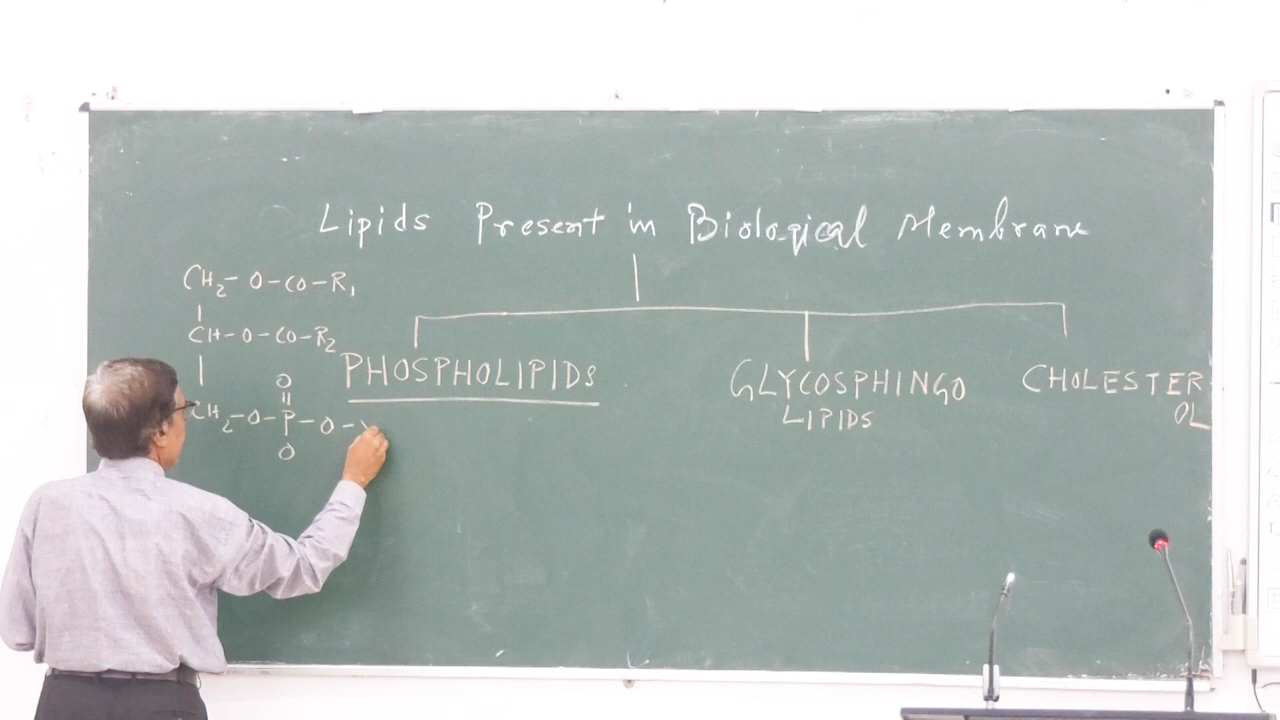 Lipids Present in Biological Membrane
CH₂-O-CO-R₁
CH-O-CO-R₂
O
CH₂-O-P-O-
O
PHOSPHOLIPIDS
GLYCOSPHINGO
LIPIDS
CHOLESTER
OL